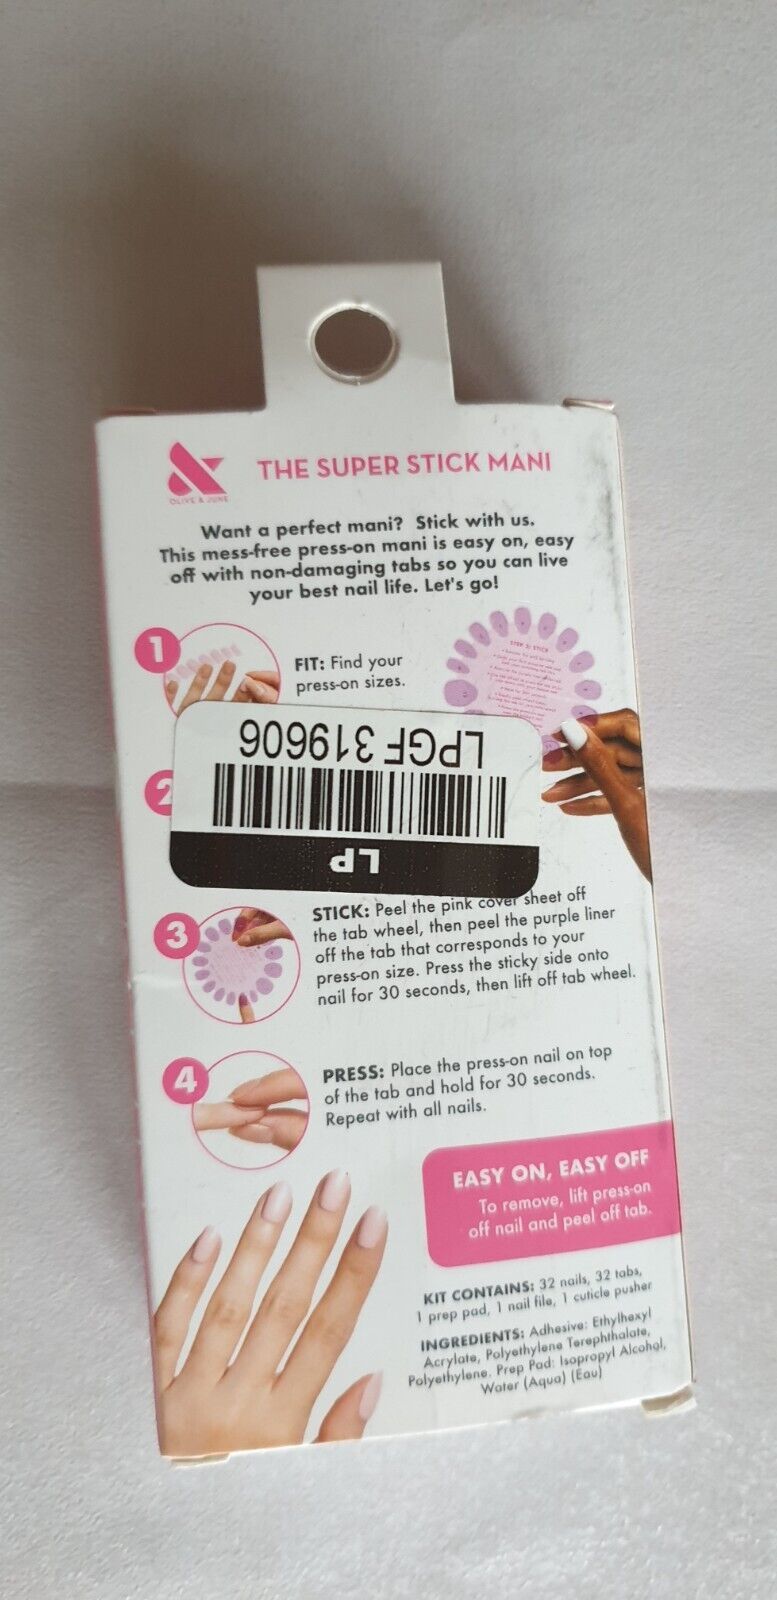 OLIVE & JUNE
THE SUPER STICK MANI
Want a perfect mani? Stick with us.
This mess-free press-on mani is easy on, easy
off with non-damaging tabs so you can live
your best nail life. Let's go!
1
FIT: Find your
press-on sizes.
STEP 3: STICK
LPGF 319606
LP
2
3
STICK: Peel the pink cover sheet off
the tab wheel, then peel the purple liner
off the tab that corresponds to your
press-on size. Press the sticky side onto
nail for 30 seconds, then lift off tab wheel.
4
PRESS: Place the press-on nail on top
of the tab and hold for 30 seconds.
Repeat with all nails.
EASY ON, EASY OFF
To remove, lift press-on
off nail and peel off tab.
KIT CONTAINS: 32 nails, 32 tabs,
1 prep pad, 1 nail file, 1 cuticle pusher
INGREDIENTS: Adhesive: Ethylhexyl
Acrylate, Polyethylene Terephthalate,
Polyethylene. Prep Pad: Isopropyl Alcohol,
Water (Aqua) (Eau)